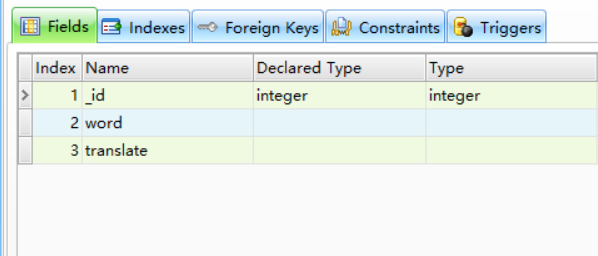 Fields Indexes Foreign Keys Constraints Triggers
Index Name Declared Type Type
1 _id integer integer
2 word
3 translate